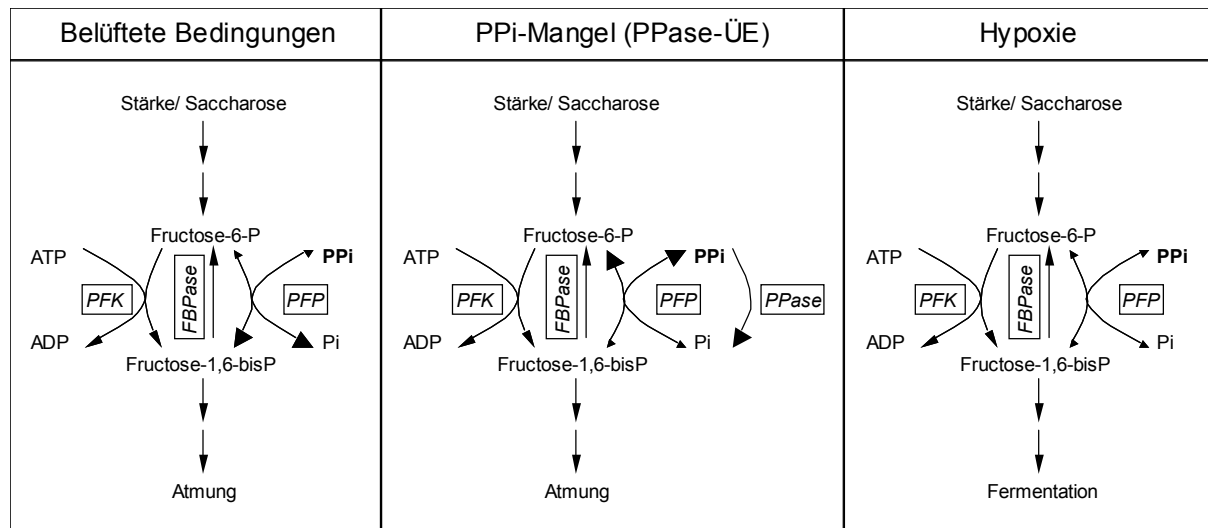 Belüftete Bedingungen
Stärke/ Saccharose
Fructose-6-P
ATP
PPi
PFK
FBPase
PFP
ADP
Pi
Fructose-1,6-bisP
Atmung
PPi-Mangel (PPase-ÜE)
Stärke/ Saccharose
Fructose-6-P
ATP
PPi
PFK
FBPase
PFP
PPase
ADP
Pi
Fructose-1,6-bisP
Atmung
Hypoxie
Stärke/ Saccharose
Fructose-6-P
ATP
PPi
PFK
FBPase
PFP
ADP
Pi
Fructose-1,6-bisP
Fermentation